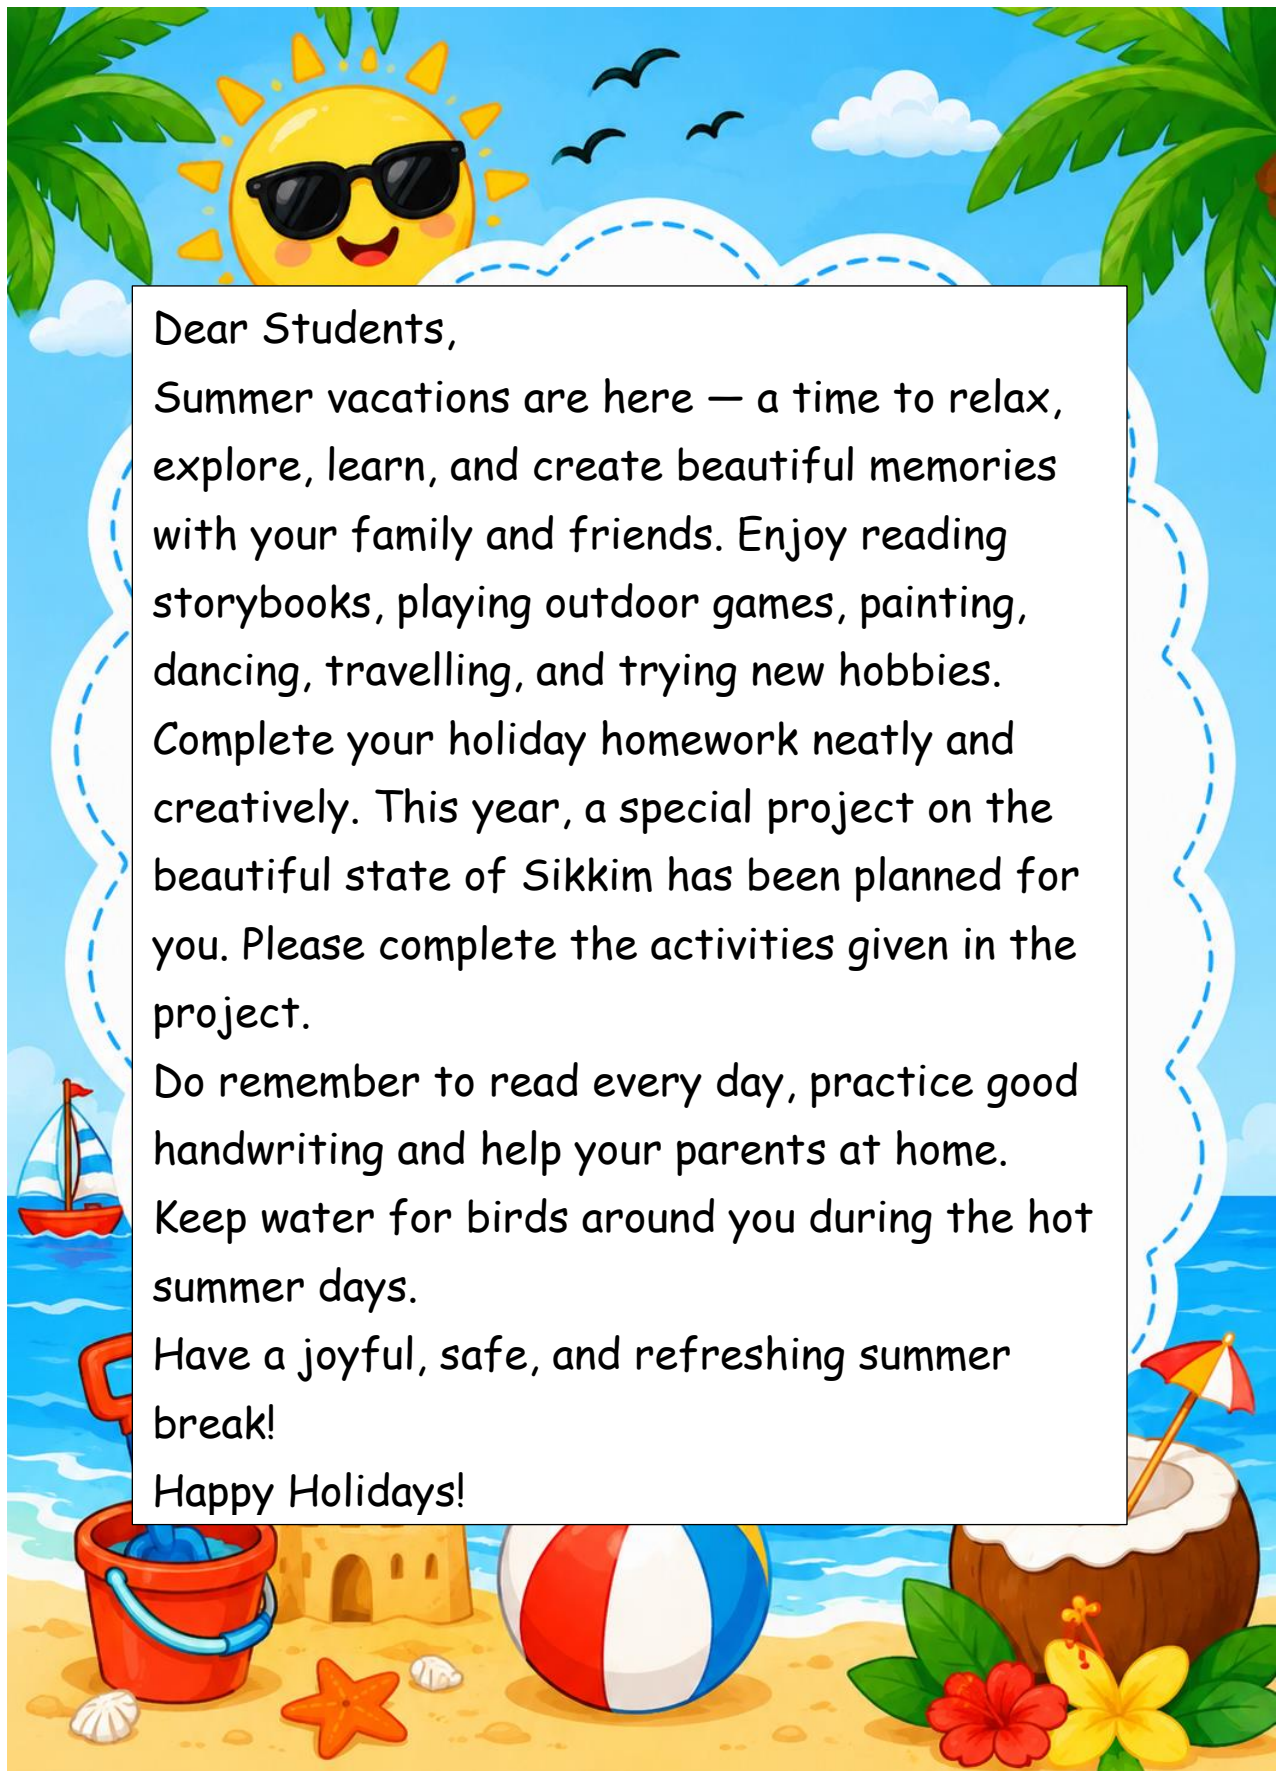 Dear Students,
Summer vacations are here — a time to relax,
explore, learn, and create beautiful memories
with your family and friends. Enjoy reading
storybooks, playing outdoor games, painting,
dancing, travelling, and trying new hobbies.
Complete your holiday homework neatly and
creatively. This year, a special project on the
beautiful state of Sikkim has been planned for
you. Please complete the activities given in the
project.
Do remember to read every day, practice good
handwriting and help your parents at home.
Keep water for birds around you during the hot
summer days.
Have a joyful, safe, and refreshing summer
break!
Happy Holidays!